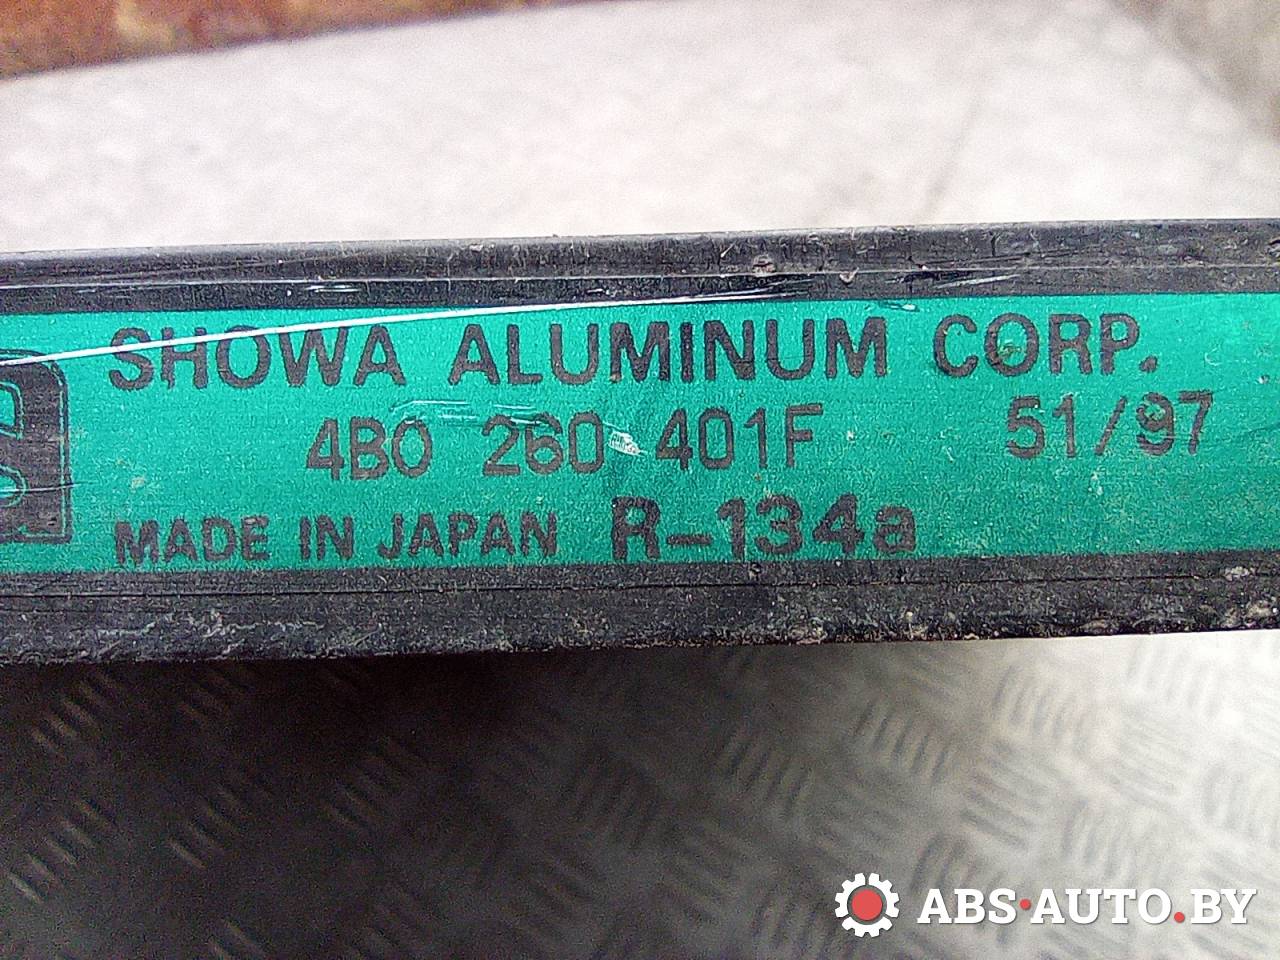 SHOWA ALUMINUM CORP.
4B0 260 401F 51/97
MADE IN JAPAN R-134a
ABS·AUTO.BY